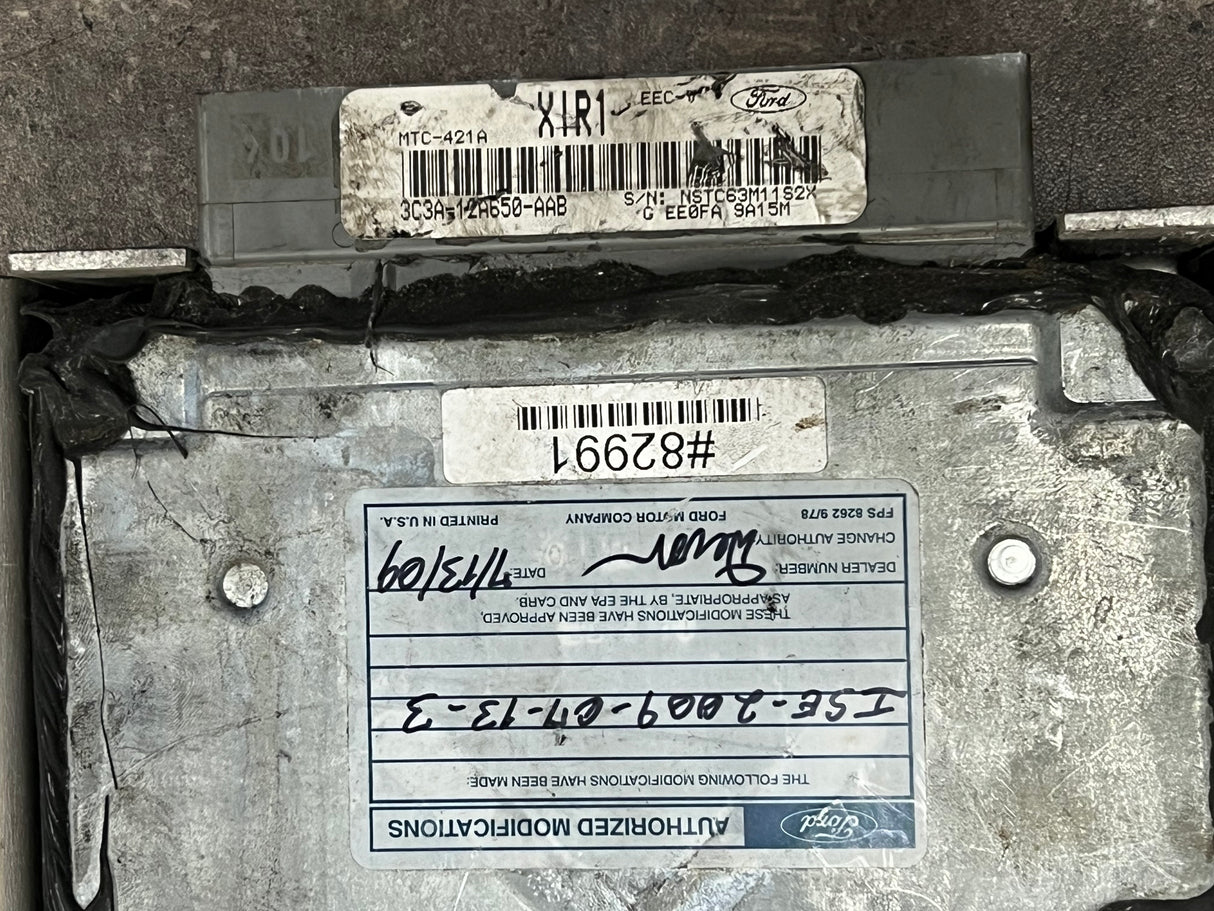 XIR1 EEC-V Ford
MTC-421A
3C3A-12A650-AAB S/N: NSTC63M11S2X
C EE0FA 9A15M
#82991
Ford AUTHORIZED MODIFICATIONS
THE FOLLOWING MODIFICATIONS HAVE BEEN MADE:
ISE-2009-07-13-3
THESE MODIFICATIONS HAVE BEEN APPROVED,
AS APPROPRIATE, BY THE EPA AND CARB.
DEALER NUMBER: DATE: 7/13/09
CHANGE AUTHORITY
FPS 8262 9/78 FORD MOTOR COMPANY PRINTED IN U.S.A.